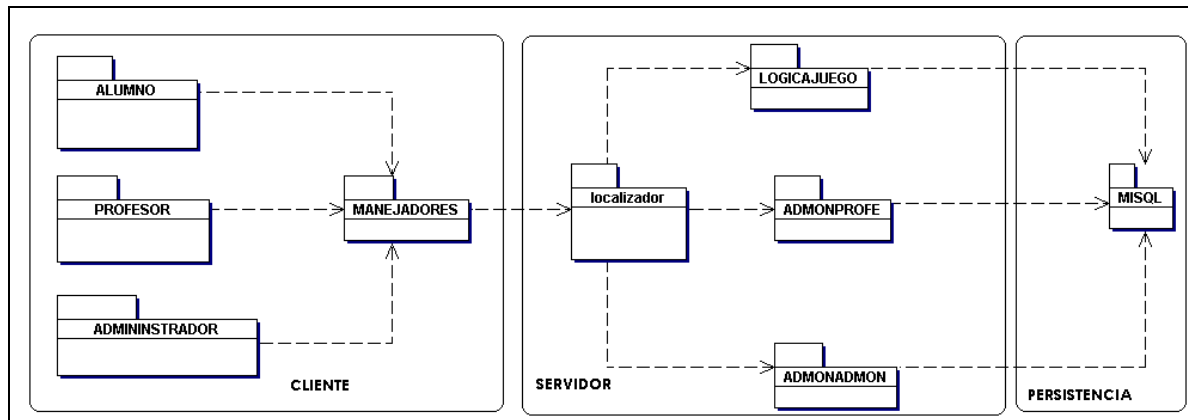 ALUMNO
PROFESOR
ADMININSTRADOR
MANEJADORES
CLIENTE
localizador
LOGICAJUEGO
ADMONPROFE
ADMONADMON
SERVIDOR
MISQL
PERSISTENCIA